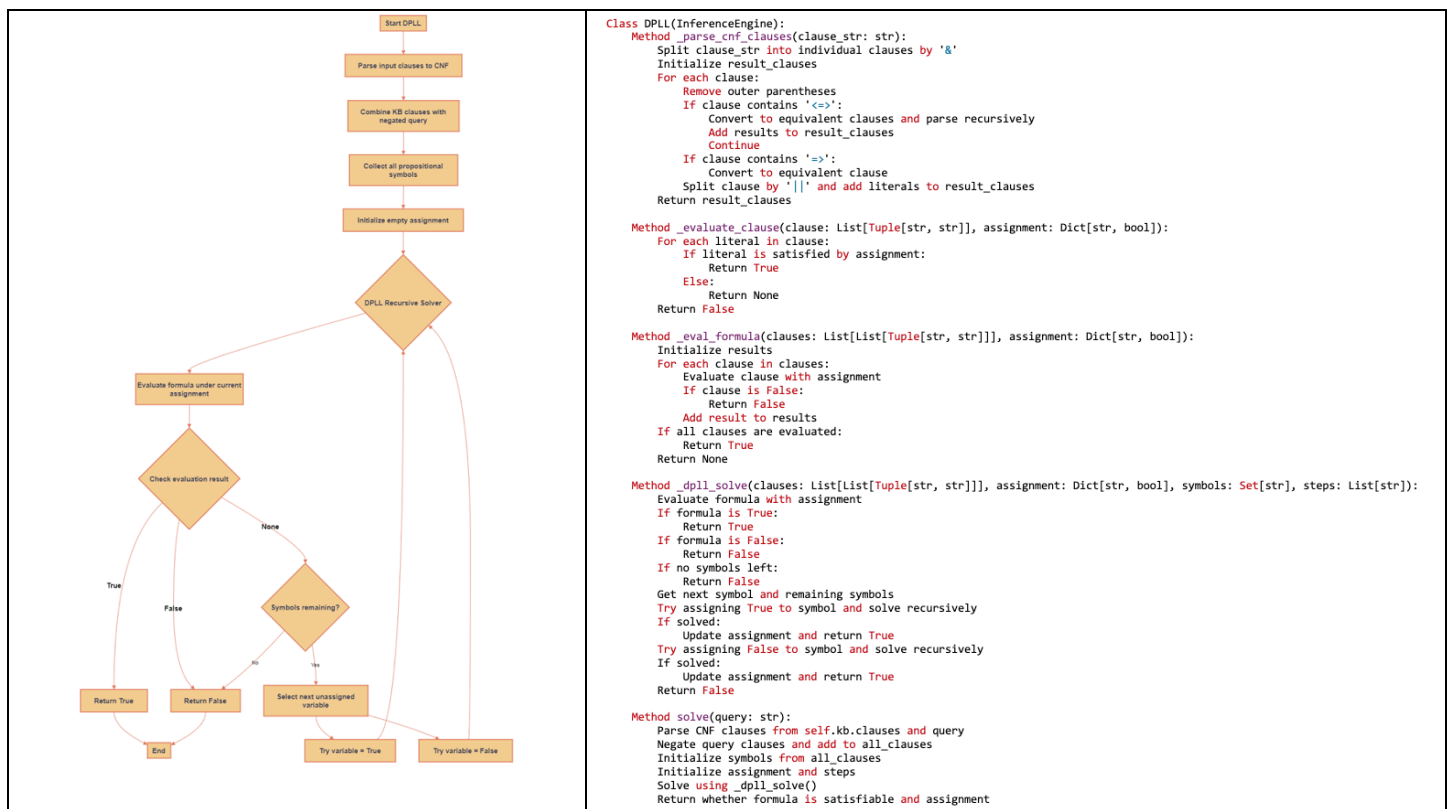 Start DPLL
Parse input clauses to CNF
Combine KB clauses with
negated query
Collect all propositional
symbols
Initialize empty assignment
DPLL Recursive Solver
Evaluate formula under current
assignment
Check evaluation result
None
True
False
Symbols remaining?
No
Yes
Return True
Return False
Select next unassigned
variable
End
Try variable = True
Try variable = False
Class DPLL(InferenceEngine):
Method _parse_cnf_clauses(clause_str: str):
Split clause_str into individual clauses by '&'
Initialize result_clauses
For each clause:
Remove outer parentheses
If clause contains '<=>':
Convert to equivalent clauses and parse recursively
Add results to result_clauses
Continue
If clause contains '=>':
Convert to equivalent clause
Split clause by '||' and add literals to result_clauses
Return result_clauses
Method _evaluate_clause(clause: List[Tuple[str, str]], assignment: Dict[str, bool]):
For each literal in clause:
If literal is satisfied by assignment:
Return True
Else:
Return None
Return False
Method _eval_formula(clauses: List[List[Tuple[str, str]]], assignment: Dict[str, bool]):
Initialize results
For each clause in clauses:
Evaluate clause with assignment
If clause is False:
Return False
Add result to results
If all clauses are evaluated:
Return True
Return None
Method _dpll_solve(clauses: List[List[Tuple[str, str]]], assignment: Dict[str, bool], symbols: Set[str], steps: List[str]):
Evaluate formula with assignment
If formula is True:
Return True
If formula is False:
Return False
If no symbols left:
Return False
Get next symbol and remaining symbols
Try assigning True to symbol and solve recursively
If solved:
Update assignment and return True
Try assigning False to symbol and solve recursively
If solved:
Update assignment and return True
Return False
Method solve(query: str):
Parse CNF clauses from self.kb.clauses and query
Negate query clauses and add to all_clauses
Initialize symbols from all_clauses
Initialize assignment and steps
Solve using _dpll_solve()
Return whether formula is satisfiable and assignment